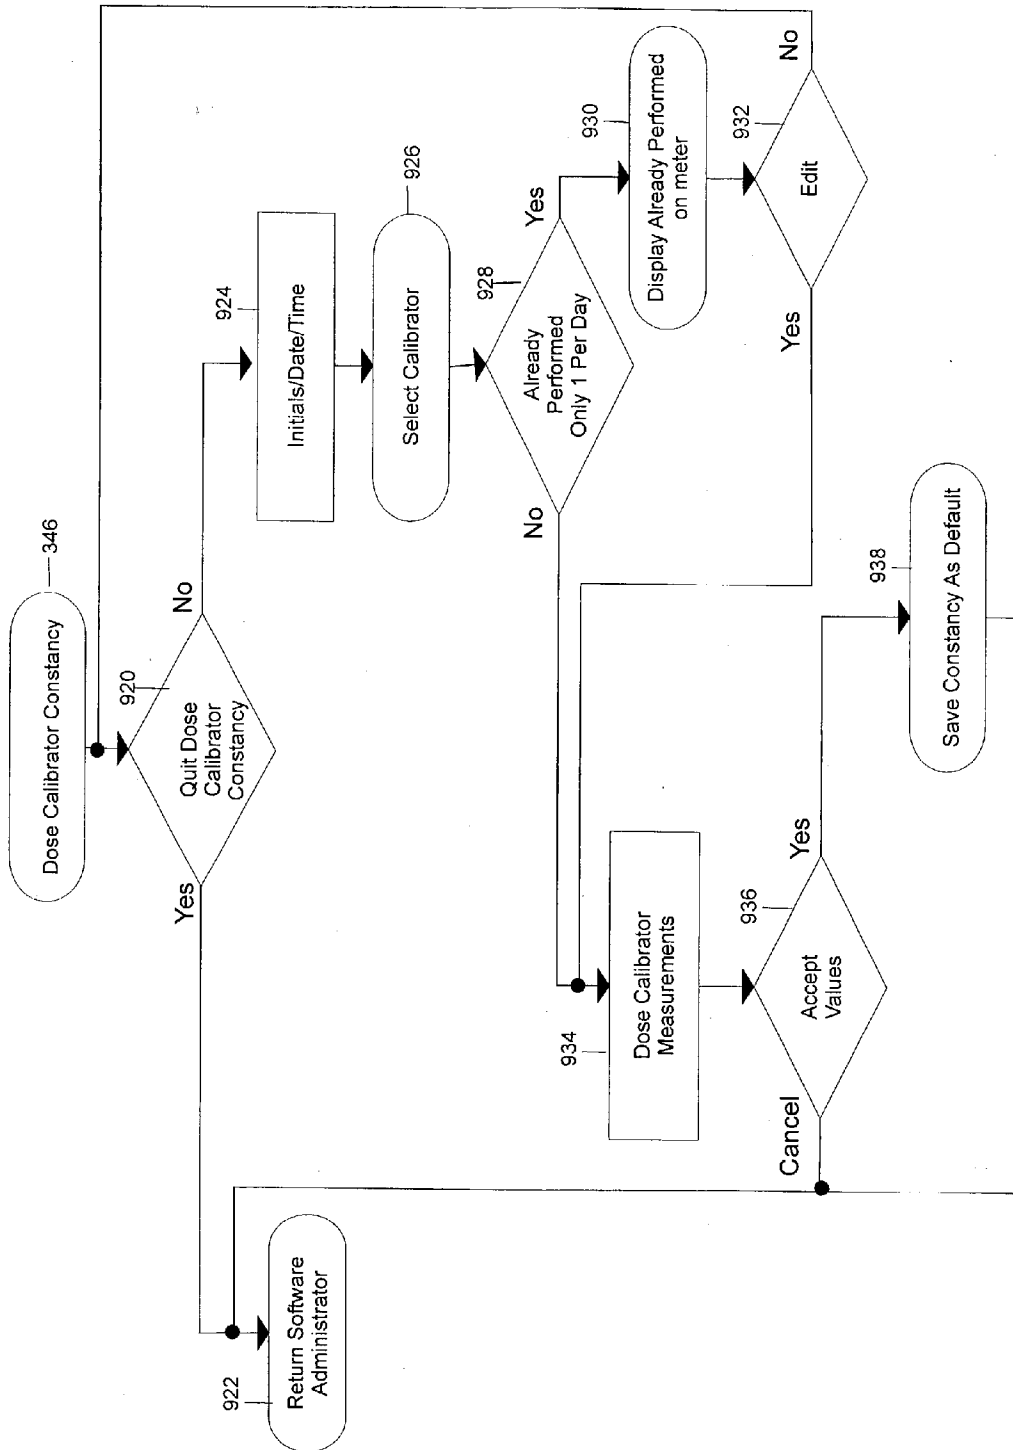 Dose Calibrator Constancy
346
920
Quit Dose
Calibrator
Constancy
Yes
No
922
Return Software
Administrator
924
Initials/Date/Time
926
Select Calibrator
928
Already
Performed
Only 1 Per Day
No
Yes
930
Display Already Performed
on meter
932
Edit
Yes
No
934
Dose Calibrator
Measurements
936
Accept
Values
Cancel
Yes
938
Save Constancy As Default